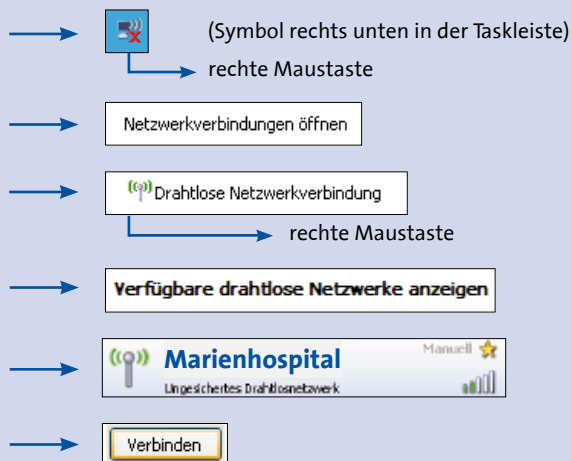 (Symbol rechts unten in der Taskleiste)
rechte Maustaste
Netzwerkverbindungen öffnen
Drahtlose Netzwerkverbindung
rechte Maustaste
Verfügbare drahtlose Netzwerke anzeigen
Marienhospital Manuell
Ungesichertes Drahtlosnetzwerk
Verbinden